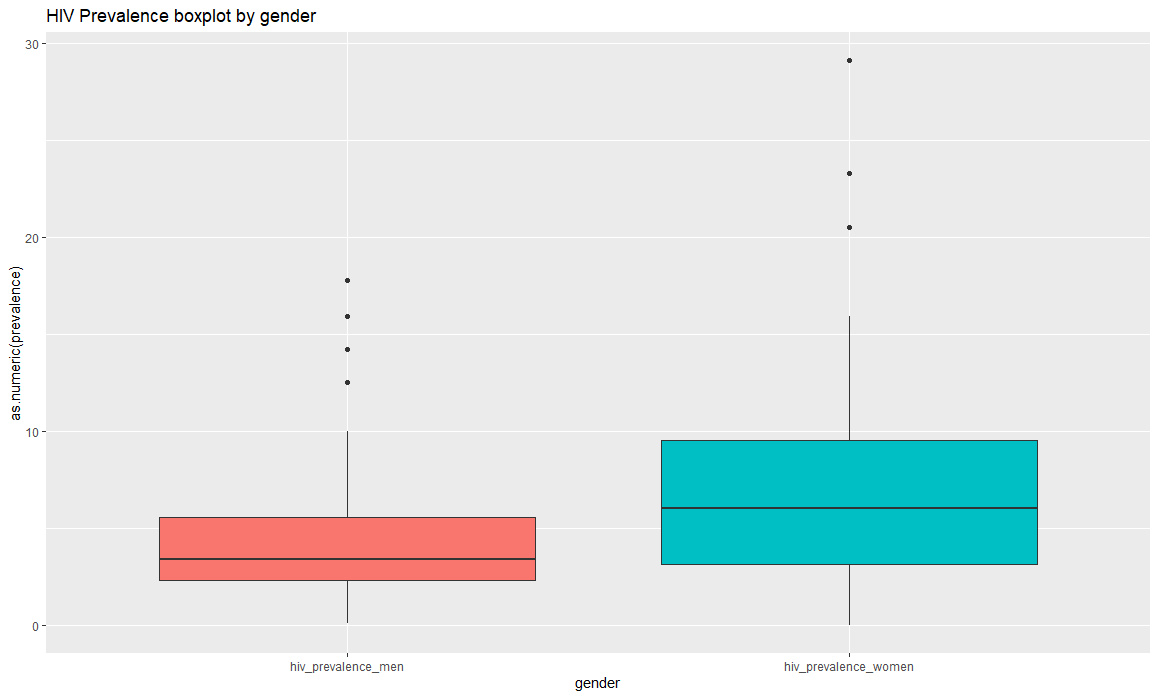 HIV Prevalence boxplot by gender
as.numeric(prevalence)
30
20
10
0
hiv_prevalence_men hiv_prevalence_women
gender